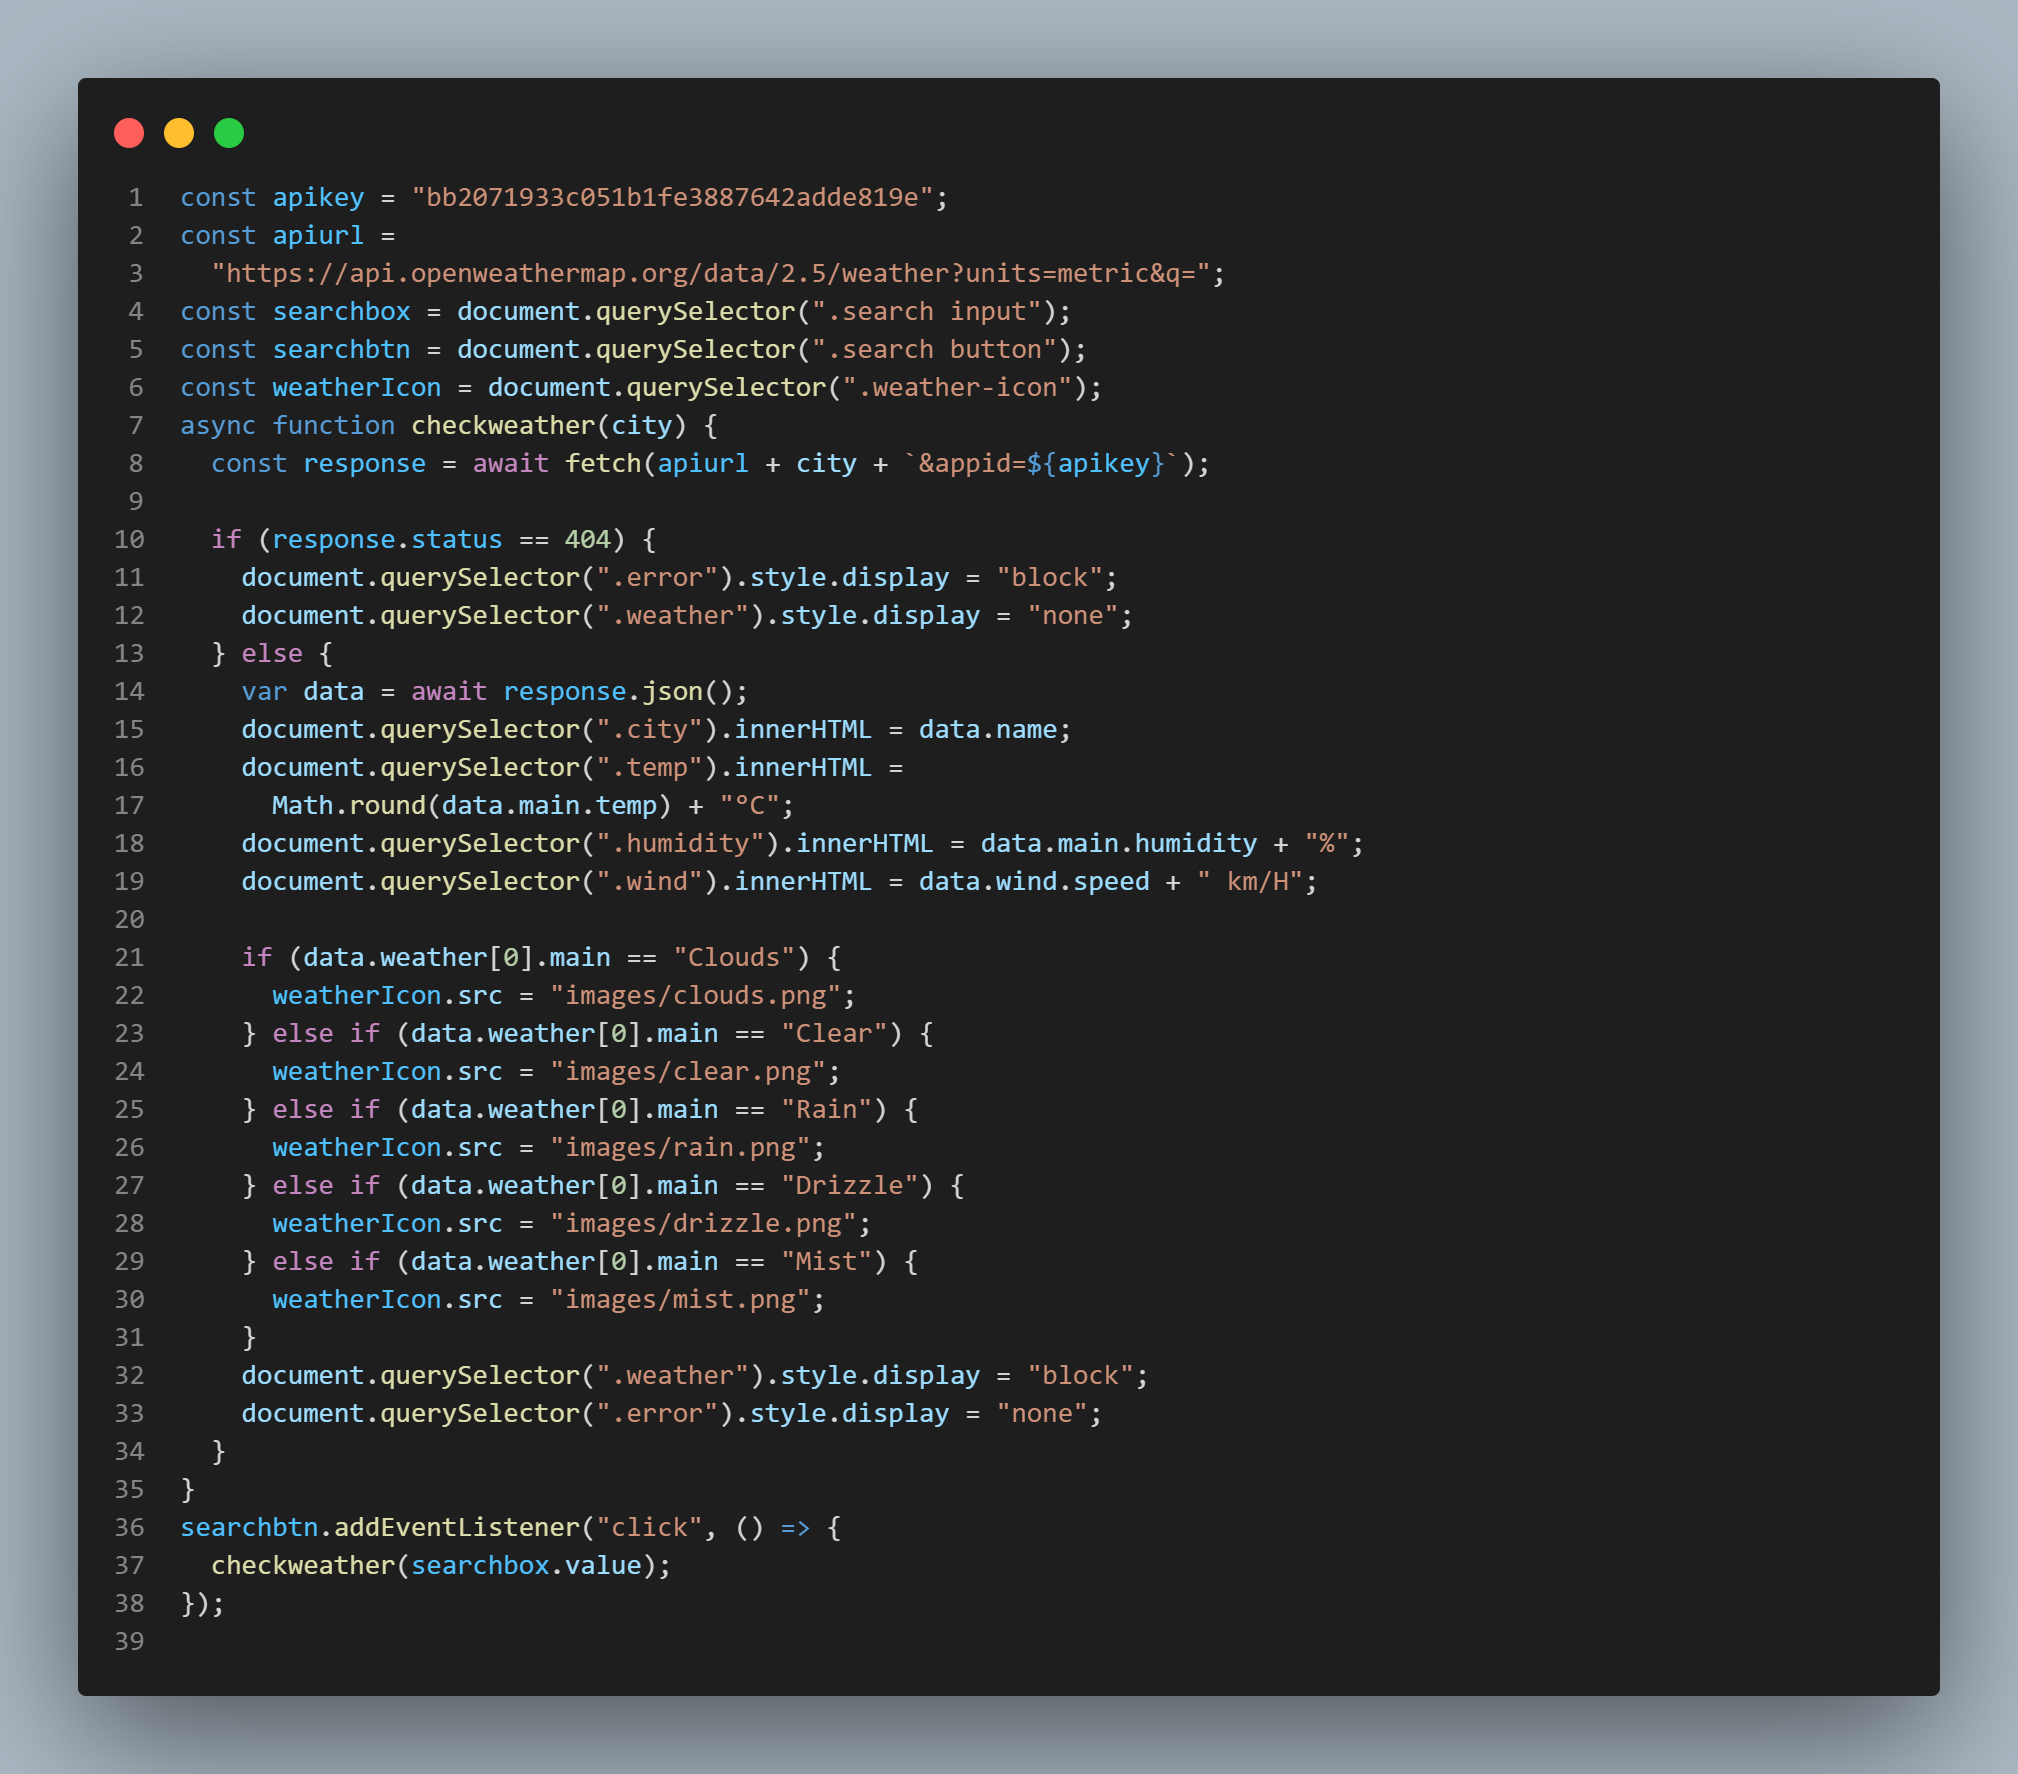 1 const apikey = "bb2071933c051b1fe3887642adde819e";
2 const apiurl =
3   "https://api.openweathermap.org/data/2.5/weather?units=metric&q=";
4 const searchbox = document.querySelector(".search input");
5 const searchbtn = document.querySelector(".search button");
6 const weatherIcon = document.querySelector(".weather-icon");
7 async function checkweather(city) {
8   const response = await fetch(apiurl + city + `&appid=${apikey}`);
9
10   if (response.status == 404) {
11     document.querySelector(".error").style.display = "block";
12     document.querySelector(".weather").style.display = "none";
13   } else {
14     var data = await response.json();
15     document.querySelector(".city").innerHTML = data.name;
16     document.querySelector(".temp").innerHTML =
17       Math.round(data.main.temp) + "°C";
18     document.querySelector(".humidity").innerHTML = data.main.humidity + "%";
19     document.querySelector(".wind").innerHTML = data.wind.speed + " km/H";
20
21     if (data.weather[0].main == "Clouds") {
22       weatherIcon.src = "images/clouds.png";
23     } else if (data.weather[0].main == "Clear") {
24       weatherIcon.src = "images/clear.png";
25     } else if (data.weather[0].main == "Rain") {
26       weatherIcon.src = "images/rain.png";
27     } else if (data.weather[0].main == "Drizzle") {
28       weatherIcon.src = "images/drizzle.png";
29     } else if (data.weather[0].main == "Mist") {
30       weatherIcon.src = "images/mist.png";
31     }
32     document.querySelector(".weather").style.display = "block";
33     document.querySelector(".error").style.display = "none";
34   }
35 }
36 searchbtn.addEventListener("click", () => {
37   checkweather(searchbox.value);
38 });
39